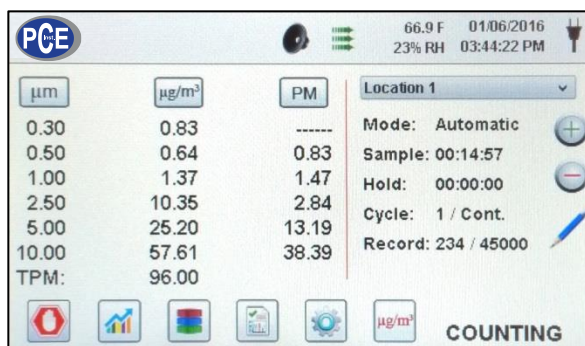 PCE Inst.
66.9 F 01/06/2016
23% RH 03:44:22 PM
µm µg/m³ PM
0.30 0.83 ------
0.50 0.64 0.83
1.00 1.37 1.47
2.50 10.35 2.84
5.00 25.20 13.19
10.00 57.61 38.39
TPM: 96.00
Location 1
Mode: Automatic
Sample: 00:14:57
Hold: 00:00:00
Cycle: 1 / Cont.
Record: 234 / 45000
µg/m³
COUNTING